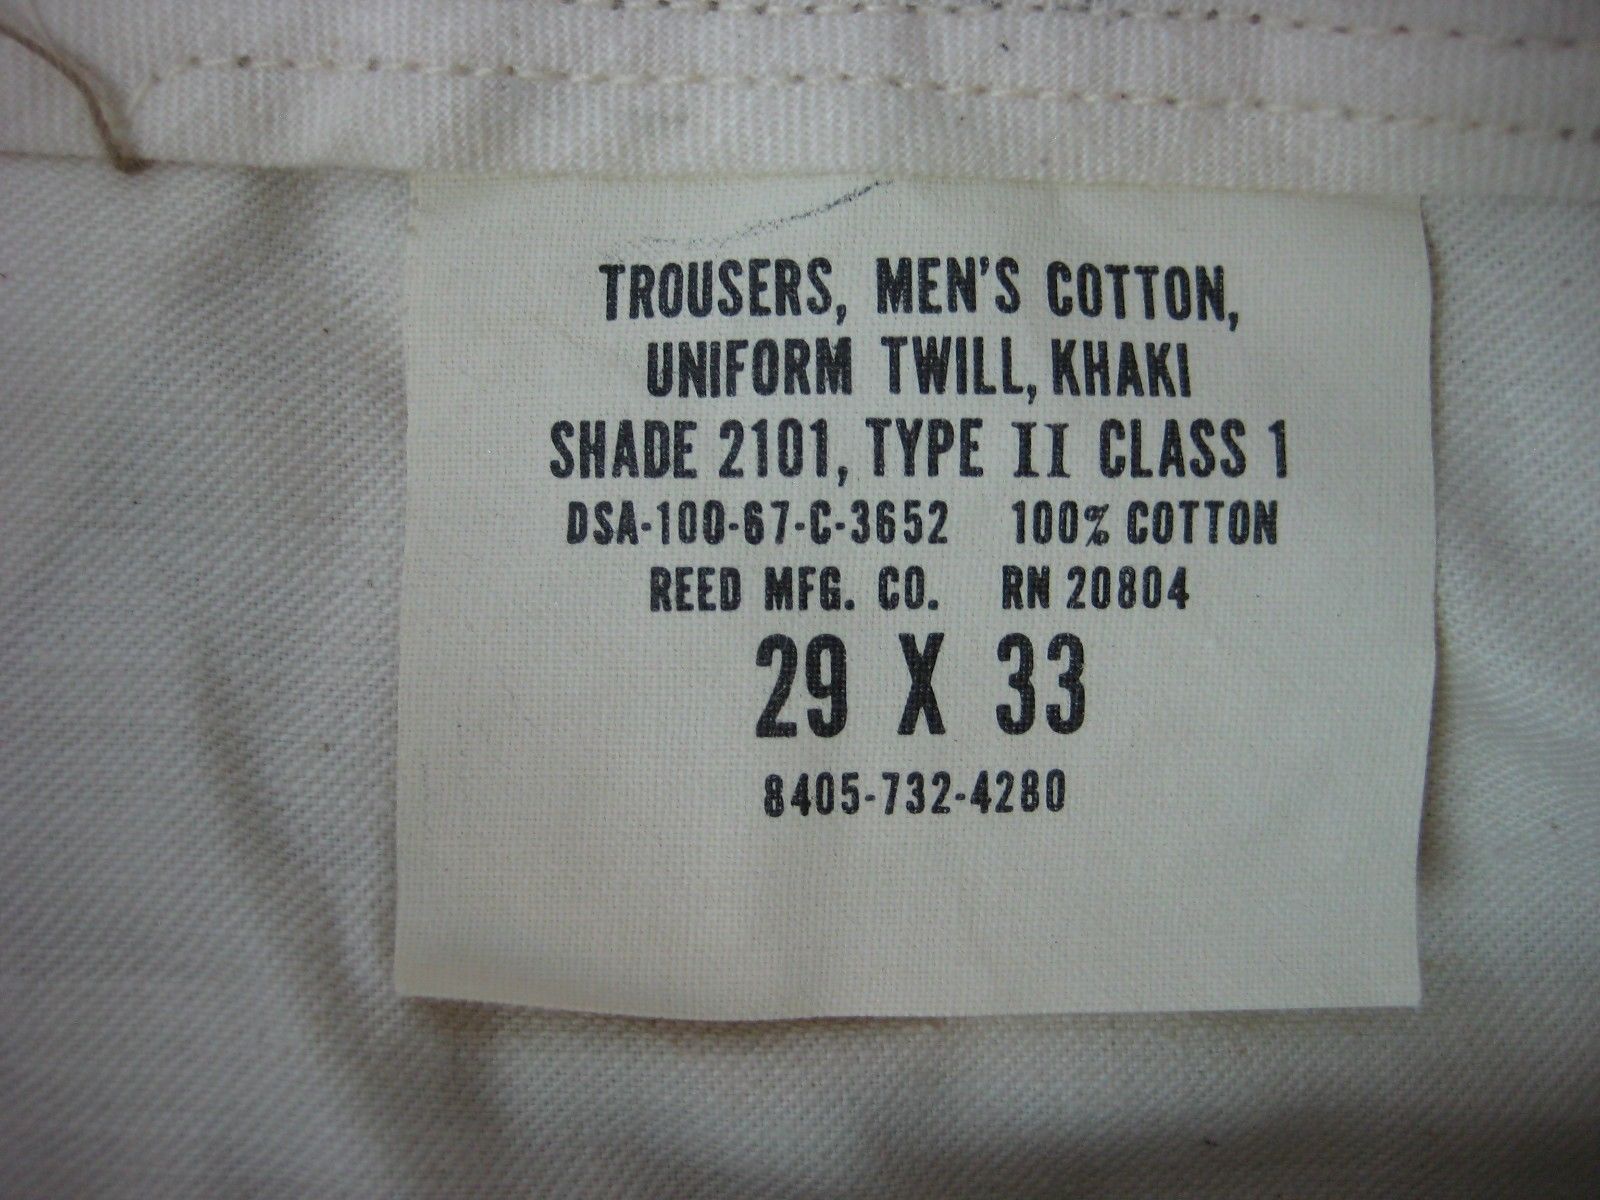 TROUSERS, MEN'S COTTON,
UNIFORM TWILL, KHAKI
SHADE 2101, TYPE II CLASS 1
DSA-100-67-C-3652 100% COTTON
REED MFG. CO. RN 20804
29 X 33
8405-732-4280